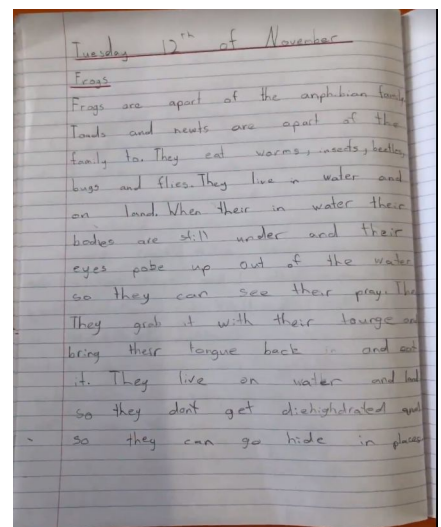 Tuesday 12th of November
Frogs
Frogs are apart of the amphibian family
Toads and newts are apart of the
family to. They eat worms, insects, beetles,
bugs and flies. They live in water and
on land. When their in water their
bodies are still under and their
eyes pobe up out of the water
so they can see their pray. The
They grab it with their tounge and
bring their tongue back in and eat
it. They live on water and land
so they dont get diehighdrated and
so they can go hide in places